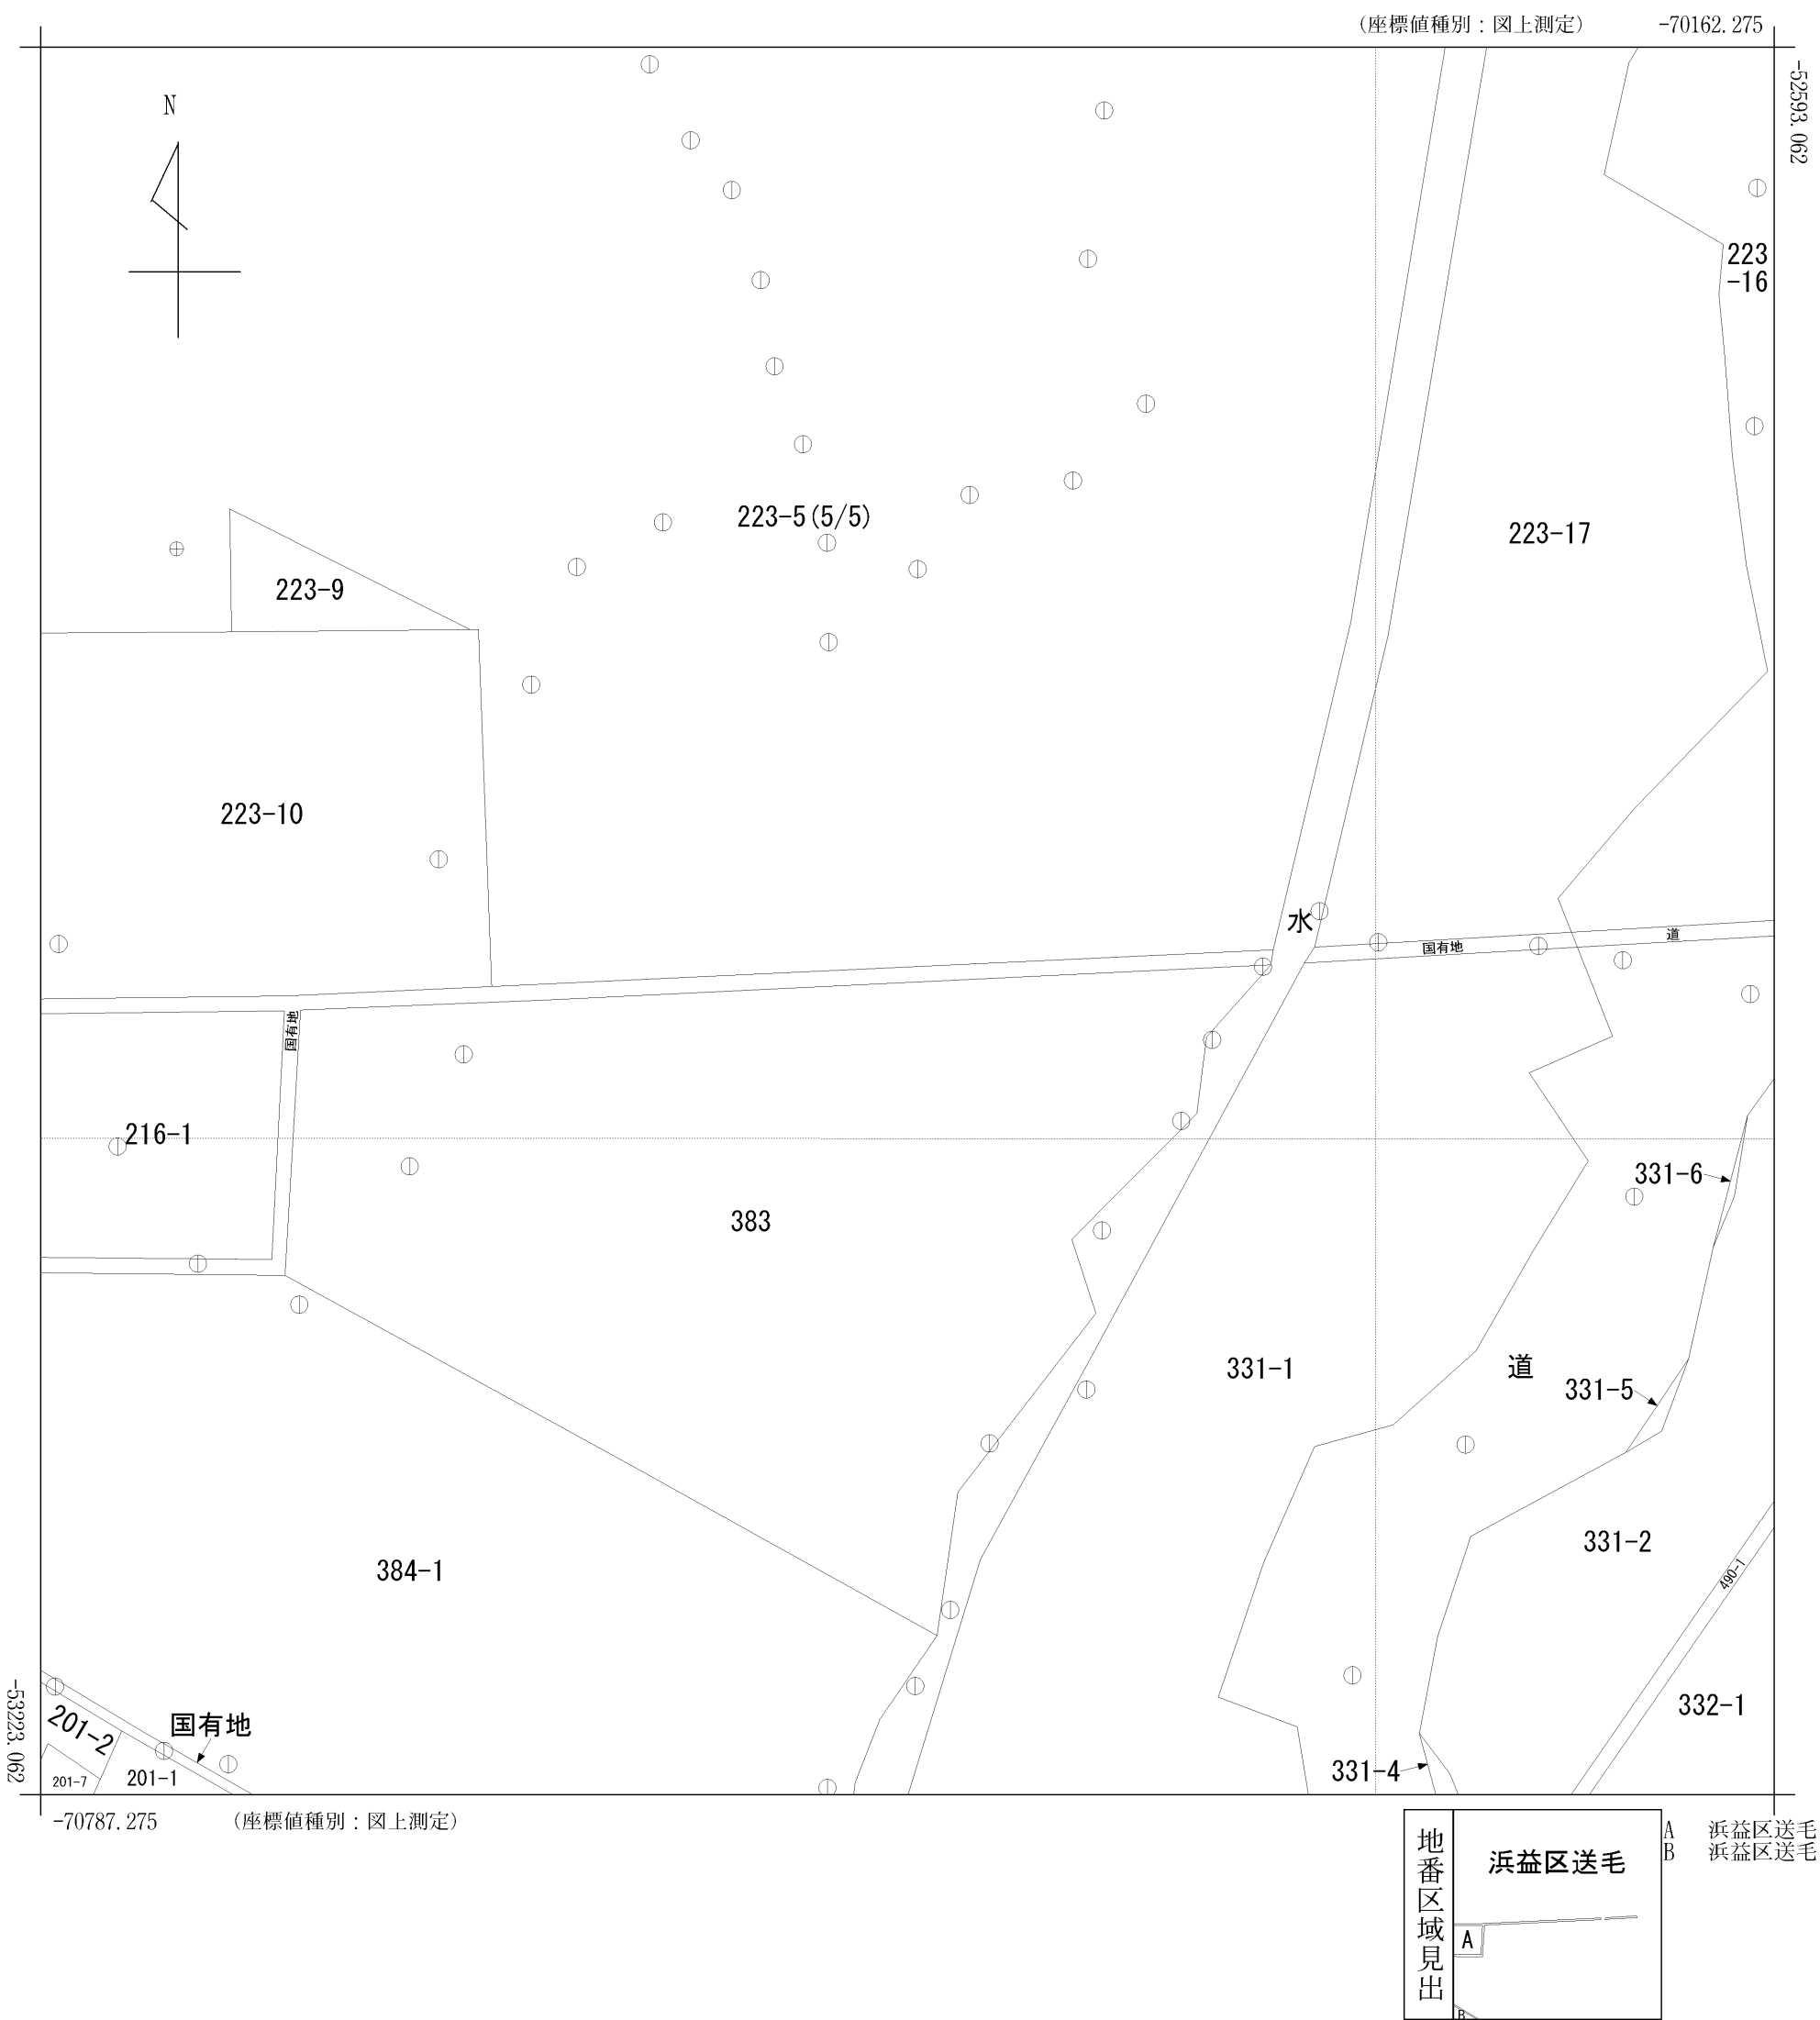 (座標値種別:図上測定)
-70162.275
-52593.062
N
223
-16
223-5(5/5)
223-17
223-9
223-10
水
国有地
道
国有地
216-1
331-6
383
331-1
道
331-5
331-2
384-1
490-1
332-1
201-2
国有地
201-7
201-1
331-4
-53223.062
-70787.275
(座標値種別:図上測定)
地番区域見出
浜益区送毛
A
B
A 浜益区送毛
B 浜益区送毛